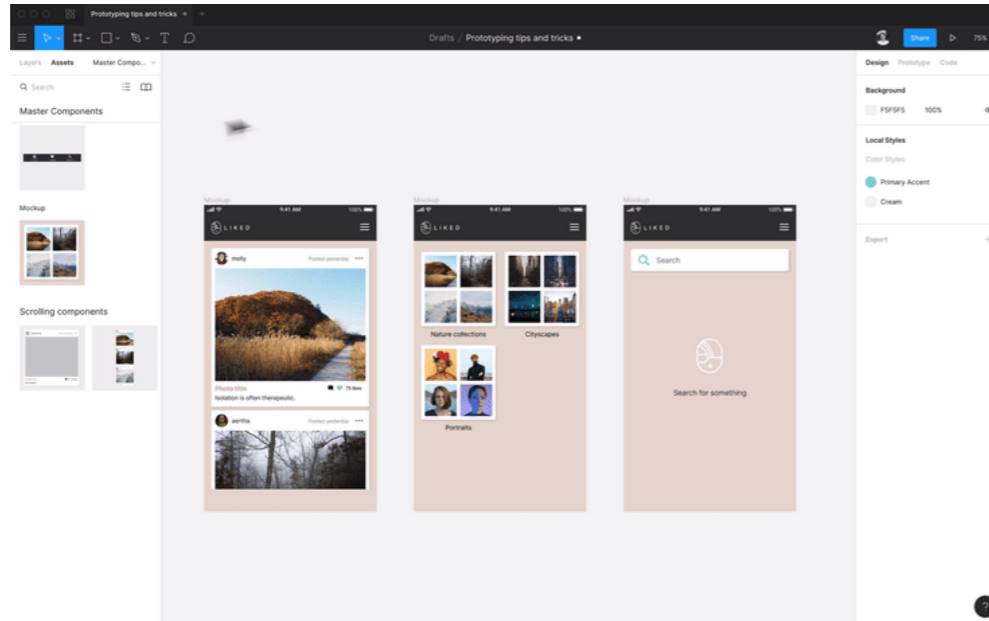 Prototyping tips and tricks
Drafts / Prototyping tips and tricks
Share
75%
Layers Assets Master Compo...
Search
Master Components
Mockup
Scrolling components
Mockup
9:41 AM 100%
LIKED
melly Posted yesterday
Photo title 75 likes
Isolation is often therapeutic.
aertha Posted yesterday
Mockup
9:41 AM 100%
LIKED
Nature collections Cityscapes
Portraits
Mockup
9:41 AM 100%
LIKED
Search
Search for something
Design Prototype Code
Background
F5F5F5 100%
Local Styles
Color Styles
Primary Accent
Cream
Export
?